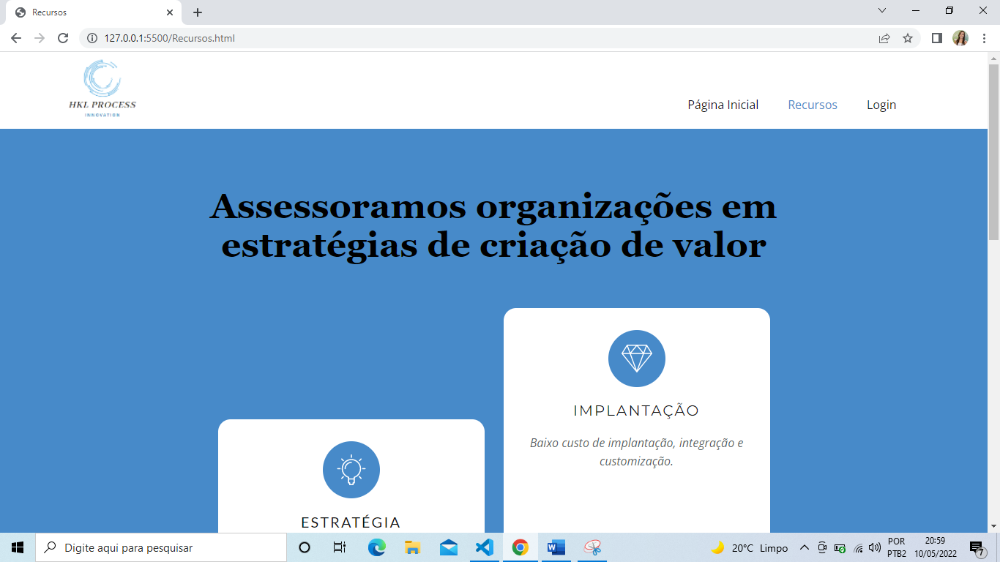 Recursos
127.0.0.1:5500/Recursos.html
HKL PROCESS
INNOVATION
Página Inicial
Recursos
Login
Assessoramos organizações em
estratégias de criação de valor
IMPLANTAÇÃO
Baixo custo de implantação, integração e
customização.
ESTRATÉGIA
Digite aqui para pesquisar
20°C Limpo
POR
PTB2
20:59
10/05/2022
7